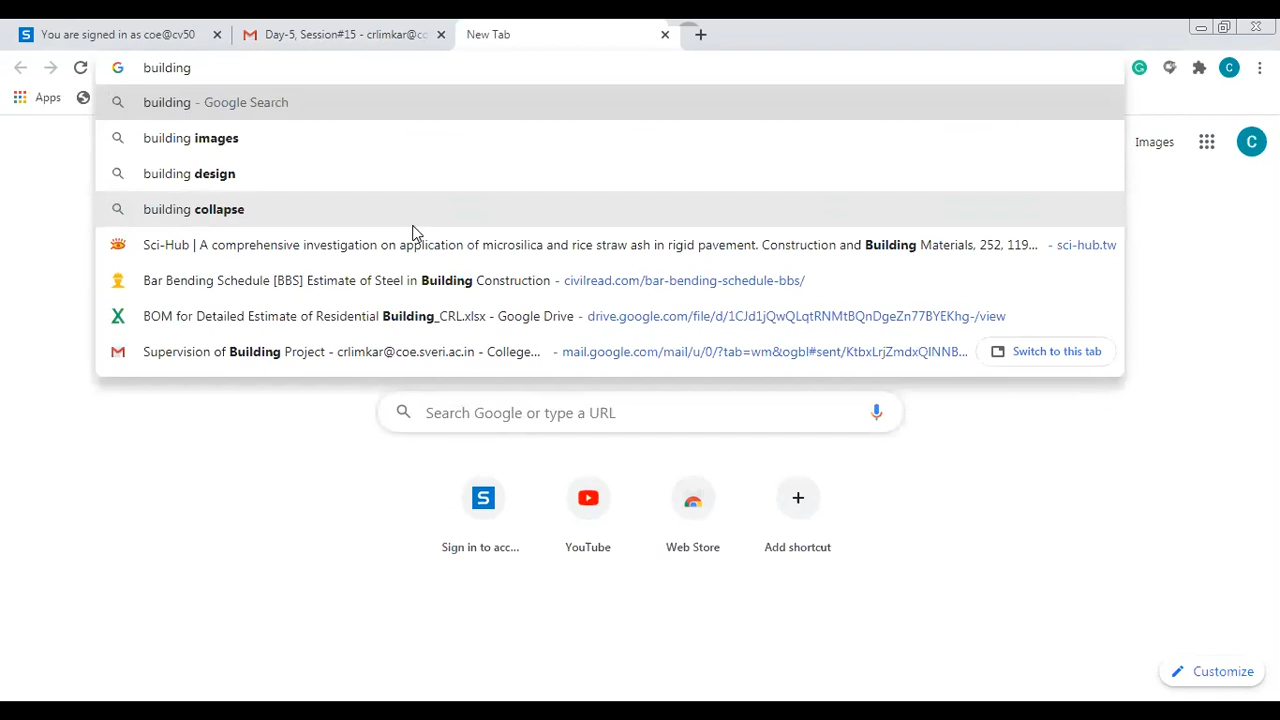 You are signed in as coe@cv50
Day-5, Session#15 - crlimkar@co
New Tab
building
Apps
building - Google Search
building images
building design
building collapse
Sci-Hub | A comprehensive investigation on application of microsilica and rice straw ash in rigid pavement. Construction and Building Materials, 252, 119... - sci-hub.tw
Bar Bending Schedule [BBS] Estimate of Steel in Building Construction - civilread.com/bar-bending-schedule-bbs/
BOM for Detailed Estimate of Residential Building_CRL.xlsx - Google Drive - drive.google.com/file/d/1CJd1jQwQLqtRNMtBQnDgeZn77BYEKhg-/view
Supervision of Building Project - crlimkar@coe.sveri.ac.in - College... - mail.google.com/mail/u/0/?tab=wm&ogbl#sent/KtbxLrjZmdxQlNNB... Switch to this tab
Images
C
Search Google or type a URL
Sign in to acc...
YouTube
Web Store
Add shortcut
Customize